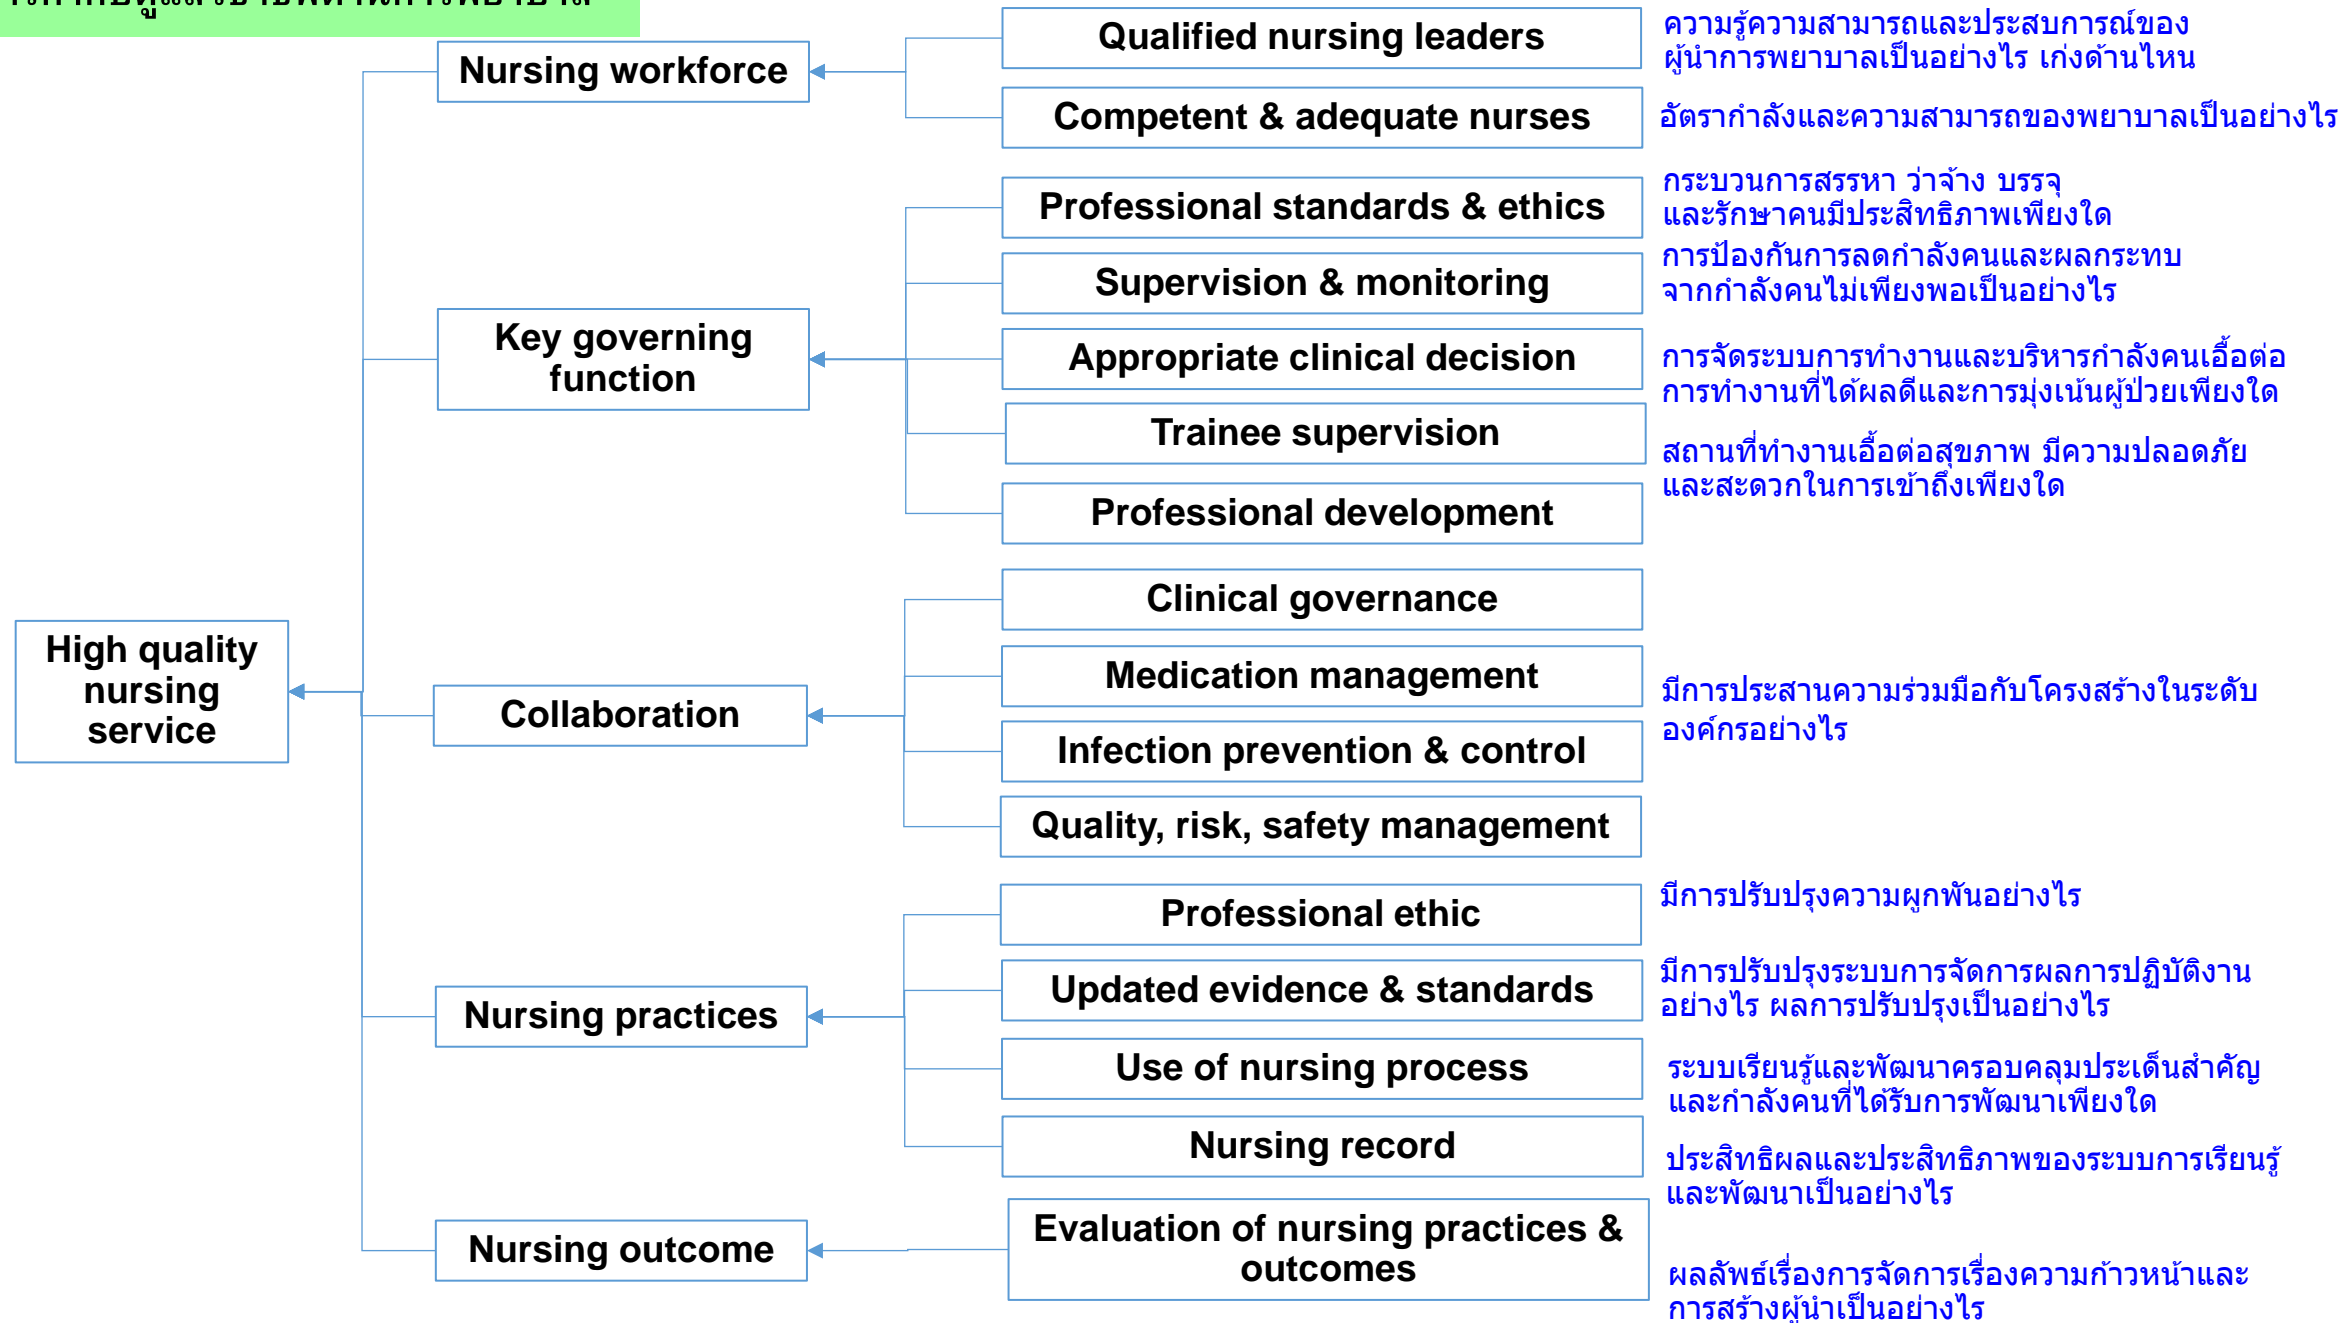 Qualified nursing leaders
ความรู้ความสามารถและประสบการณ์ของ
ผู้นำการพยาบาลเป็นอย่างไร เก่งด้านไหน
Nursing workforce
Competent & adequate nurses
อัตรากำลังและความสามารถของพยาบาลเป็นอย่างไร
Professional standards & ethics
กระบวนการสรรหา ว่าจ้าง บรรจุ
และรักษาคนมีประสิทธิภาพเพียงใด
Supervision & monitoring
การป้องกันการลดกำลังคนและผลกระทบ
จากกำลังคนไม่เพียงพอเป็นอย่างไร
Key governing
function
Appropriate clinical decision
การจัดระบบการทำงานและบริหารกำลังคนเอื้อต่อ
การทำงานที่ได้ผลดีและการมุ่งเน้นผู้ป่วยเพียงใด
Trainee supervision
สถานที่ทำงานเอื้อต่อสุขภาพ มีความปลอดภัย
และสะดวกในการเข้าถึงเพียงใด
Professional development
Clinical governance
High quality
nursing
service
Medication management
มีการประสานความร่วมมือกับโครงสร้างในระดับ
องค์กรอย่างไร
Collaboration
Infection prevention & control
Quality, risk, safety management
Professional ethic
มีการปรับปรุงความผูกพันอย่างไร
Updated evidence & standards
มีการปรับปรุงระบบการจัดการผลการปฏิบัติงาน
อย่างไร ผลการปรับปรุงเป็นอย่างไร
Nursing practices
Use of nursing process
ระบบเรียนรู้และพัฒนาครอบคลุมประเด็นสำคัญ
และกำลังคนที่ได้รับการพัฒนาเพียงใด
Nursing record
ประสิทธิผลและประสิทธิภาพของระบบการเรียนรู้
และพัฒนาเป็นอย่างไร
Nursing outcome
Evaluation of nursing practices &
outcomes
ผลลัพธ์เรื่องการจัดการเรื่องความก้าวหน้าและ
การสร้างผู้นำเป็นอย่างไร